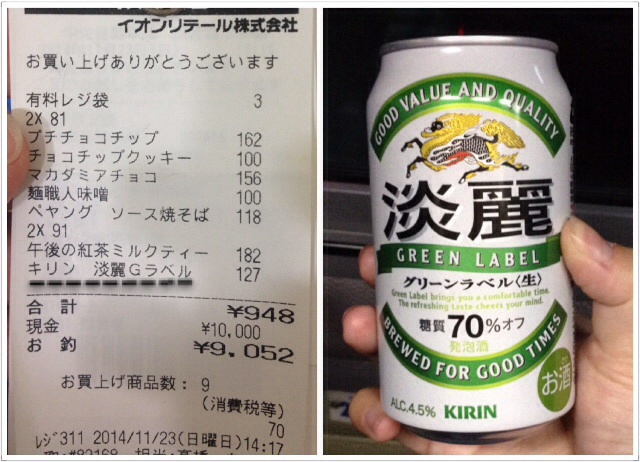 イオンリテール株式会社
お買い上げありがとうございます
有料レジ袋 3
2X 81
プチチョコチップ 162
チョコチップクッキー 100
マカダミアチョコ 156
麺職人味噌 100
ペヤング ソース焼そば 118
2X 91
午後の紅茶ミルクティー 182
キリン 淡麗Gラベル 127
合 計 ¥948
現金 ¥10,000
お 釣 ¥9,052
お買上げ商品数: 9
(消費税等)
70
レジ311 2014/11/23(日曜日)14:17
GOOD VALUE AND QUALITY
淡麗
GREEN LABEL
グリーンラベル〈生〉
Green Label brings you a comfortable time.
The refreshing taste cheers your mind.
糖質70%オフ
発泡酒
BREWED FOR GOOD TIMES
お酒
ALC.4.5% KIRIN